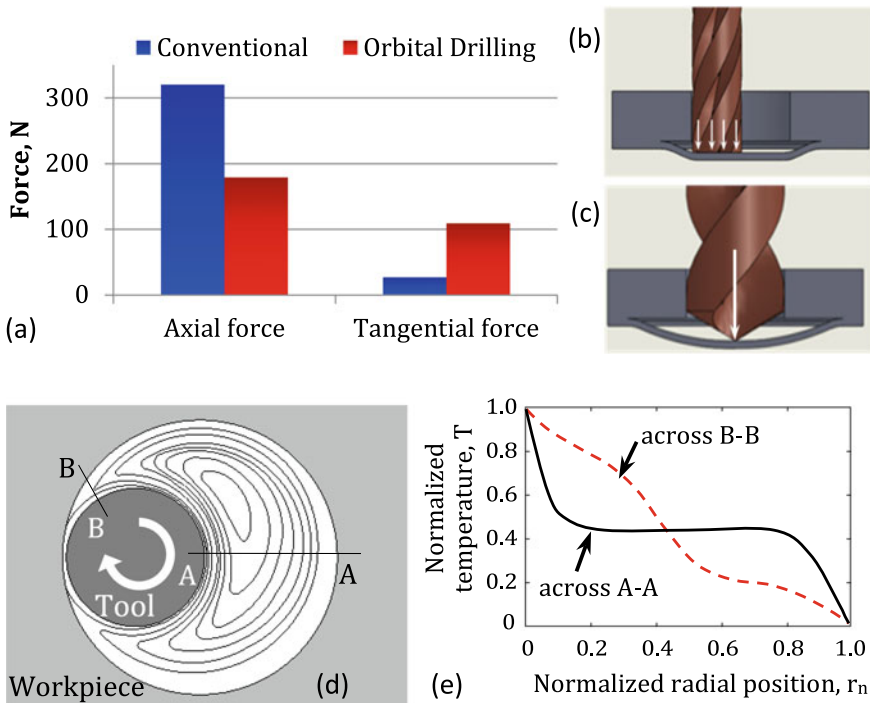 Conventional
Orbital Drilling
Force, N
300
200
100
0
Axial force
Tangential force
(a)
(b)
(c)
B
B
A
A
Tool
Workpiece
(d)
Normalized
temperature, T
1.0
0.8
0.6
0.4
0.2
0
across B-B
across A-A
0
0.2
0.4
0.6
0.8
1.0
(e)
Normalized radial position, rn